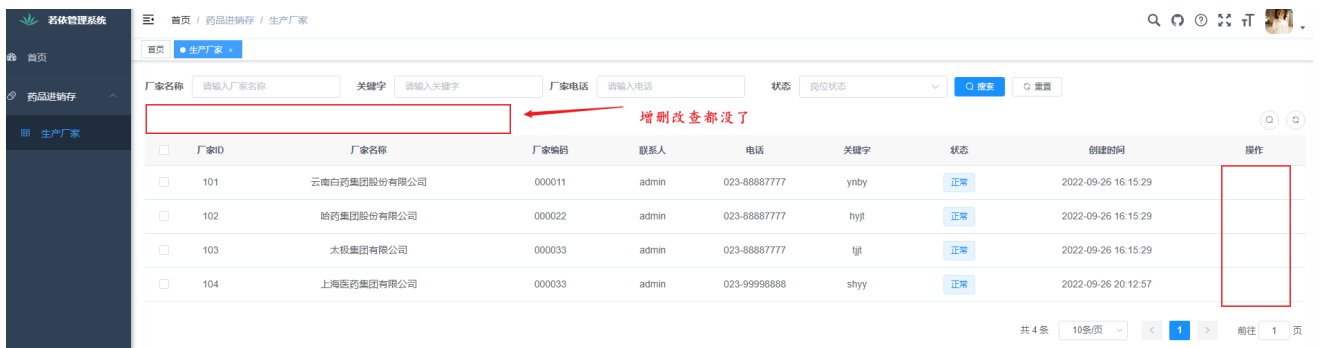 若依管理系统
首页 / 药品进销存 / 生产厂家
首页
药品进销存
生产厂家
首页 生产厂家 ×
厂家名称 请输入厂家名称 关键字 请输入关键字 厂家电话 请输入电话 状态 岗位状态 搜索 重置
增删改查都没了
厂家ID 厂家名称 厂家编码 联系人 电话 关键字 状态 创建时间 操作
101 云南白药集团股份有限公司 000011 admin 023-88887777 ynby 正常 2022-09-26 16:15:29
102 哈药集团股份有限公司 000022 admin 023-88887777 hyjt 正常 2022-09-26 16:15:29
103 太极集团有限公司 000033 admin 023-88887777 tjjt 正常 2022-09-26 16:15:29
104 上海医药集团有限公司 000033 admin 023-99998888 shyy 正常 2022-09-26 20:12:57
共 4 条 10条/页 < 1 > 前往 1 页